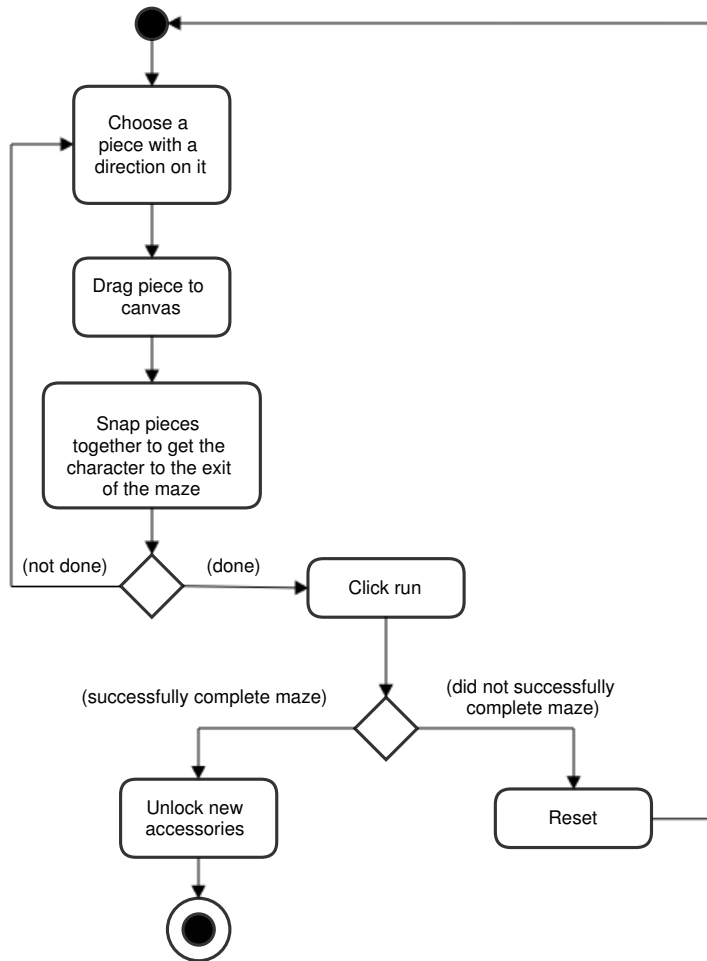 Choose a
piece with a
direction on it
Drag piece to
canvas
Snap pieces
together to get the
character to the exit
of the maze
(not done)
(done)
Click run
(successfully complete maze)
(did not successfully
complete maze)
Unlock new
accessories
Reset